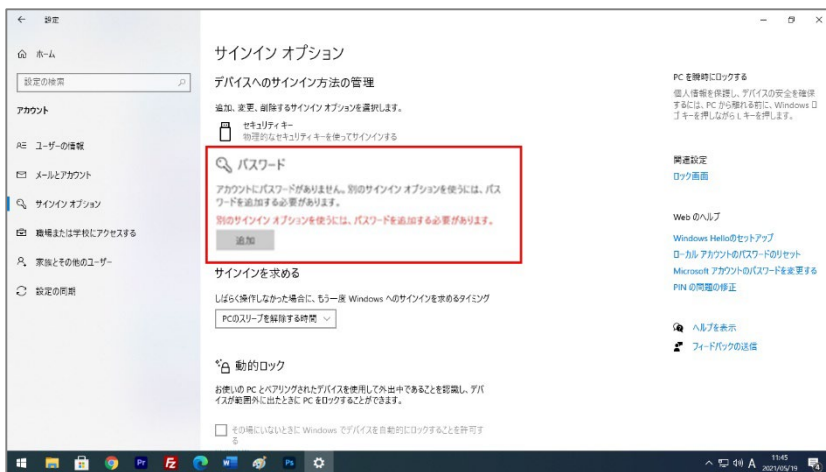 設定
ホーム
設定の検索
アカウント
ユーザーの情報
メールとアカウント
サインイン オプション
職場または学校にアクセスする
家族とその他のユーザー
設定の同期
サインイン オプション
デバイスへのサインイン方法の管理
追加、変更、削除するサインイン オプションを選択します。
セキュリティ キー
物理的なセキュリティ キーを使ってサインインする
パスワード
アカウントにパスワードがありません。別のサインイン オプションを使うには、パス
ワードを追加する必要があります。
別のサインイン オプションを使うには、パスワードを追加する必要があります。
追加
サインインを求める
しばらく操作しなかった場合に、もう一度 Windows へのサインインを求めるタイミング
PCのスリープを解除する時間
動的ロック
お使いの PC とペアリングされたデバイスを使用して外出中であることを認識し、デバ
イスが範囲外に出たときに PC をロックすることができます。
その場にいないときに Windows でデバイスを自動的にロックすることを許可す
る
PC を瞬時にロックする
個人情報を保護し、デバイスの安全を確保
するには、PC から離れる前に、Windows ロ
ゴ キーを押しながら L キーを押します。
関連設定
ロック画面
Web のヘルプ
Windows Helloのセットアップ
ローカル アカウントのパスワードのリセット
Microsoft アカウントのパスワードを変更する
PIN の問題の修正
ヘルプを表示
フィードバックの送信
Pr
Fz
W
Ps
A
11:45
2021/05/19
4